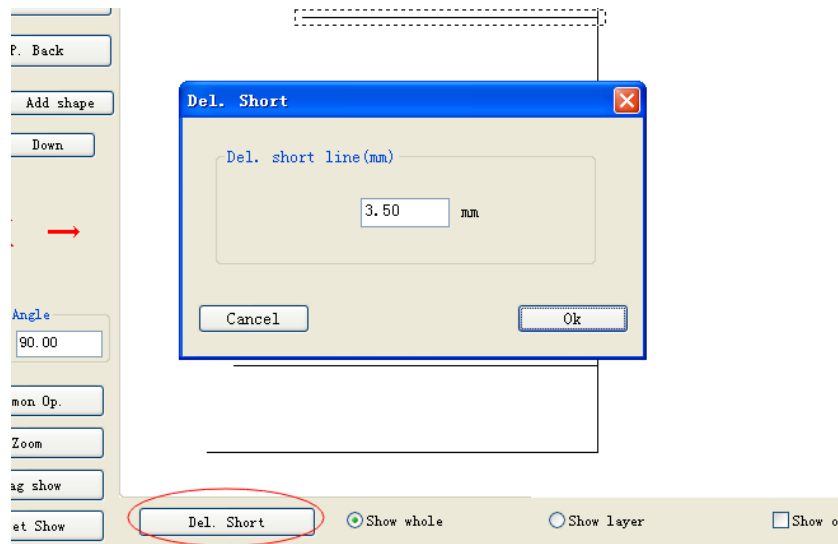 P. Back
Add shape
Down
Angle
90.00
mon Op.
Zoom
ag show
et Show
Del. Short
Del. short line(mm)
3.50 mm
Cancel Ok
Del. Short Show whole Show layer Show o